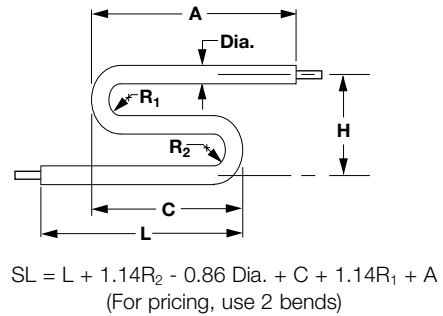 A
Dia.
R₁
H
R₂
C
L
SL = L + 1.14R₂ - 0.86 Dia. + C + 1.14R₁ + A
(For pricing, use 2 bends)